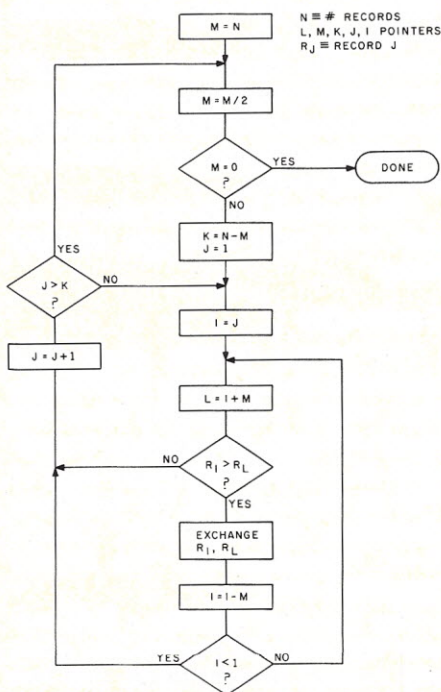 M = N
N ≡ # RECORDS
L, M, K, J, I POINTERS
R_J ≡ RECORD J
M = M/2
M = 0
?
YES
DONE
NO
K = N-M
J = 1
YES
J > K
?
NO
I = J
J = J+1
L = I+M
NO
R_I > R_L
?
YES
EXCHANGE
R_I, R_L
I = I-M
YES
I < 1
?
NO